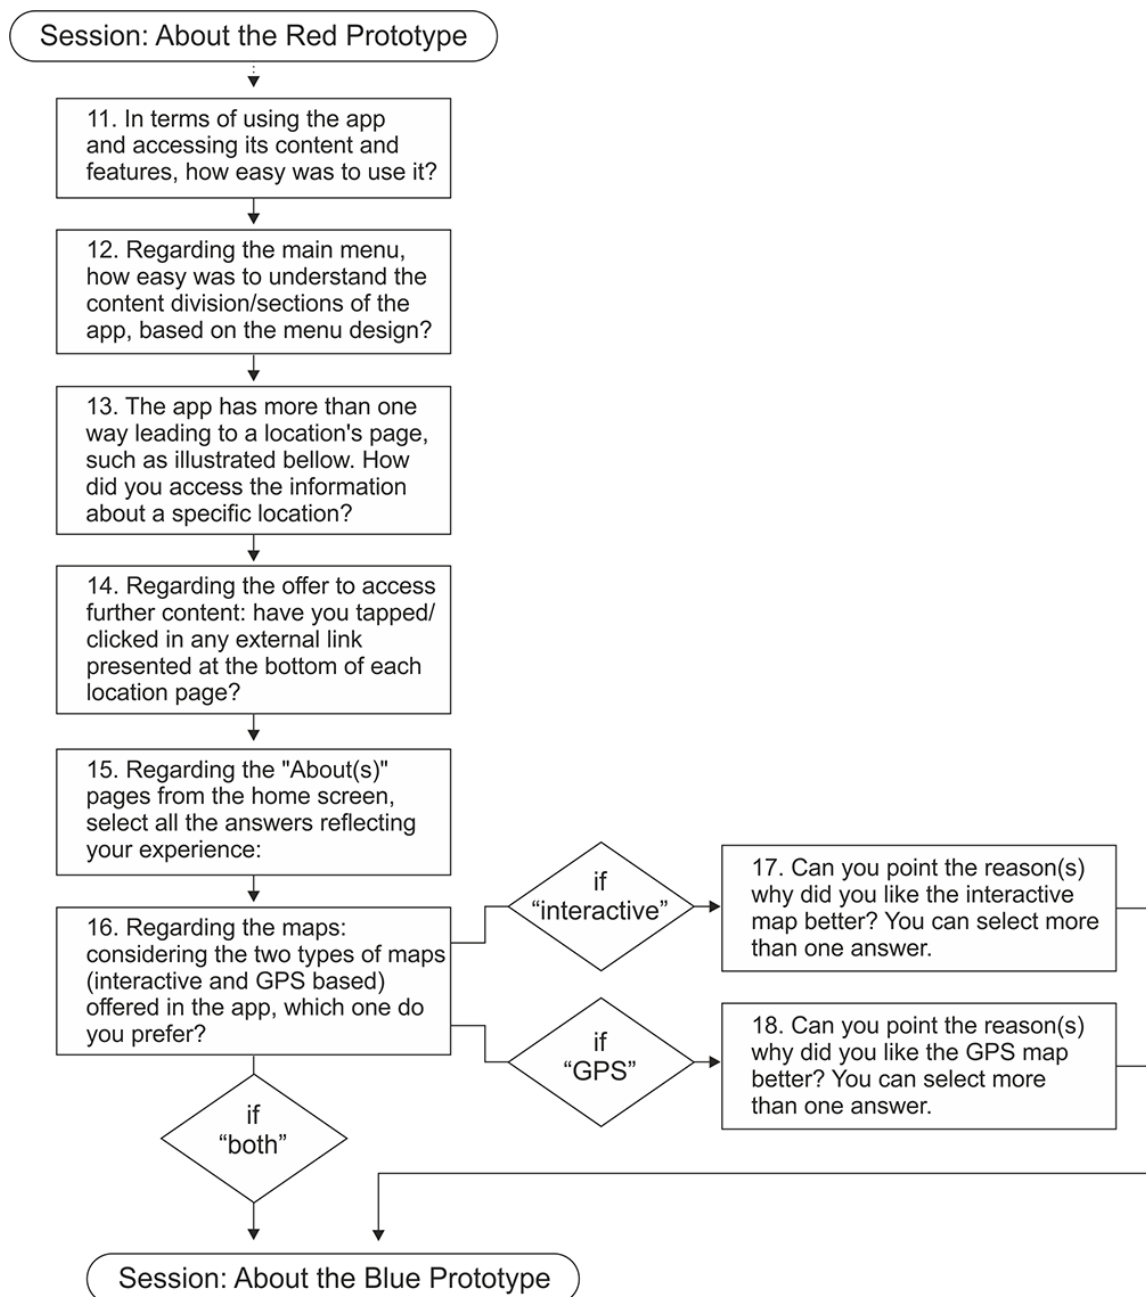 Session: About the Red Prototype
11. In terms of using the app
and accessing its content and
features, how easy was to use it?
12. Regarding the main menu,
how easy was to understand the
content division/sections of the
app, based on the menu design?
13. The app has more than one
way leading to a location's page,
such as illustrated bellow. How
did you access the information
about a specific location?
14. Regarding the offer to access
further content: have you tapped/
clicked in any external link
presented at the bottom of each
location page?
15. Regarding the "About(s)"
pages from the home screen,
select all the answers reflecting
your experience:
16. Regarding the maps:
considering the two types of maps
(interactive and GPS based)
offered in the app, which one do
you prefer?
if
“interactive”
17. Can you point the reason(s)
why did you like the interactive
map better? You can select more
than one answer.
if
“GPS”
18. Can you point the reason(s)
why did you like the GPS map
better? You can select more
than one answer.
if
“both”
Session: About the Blue Prototype